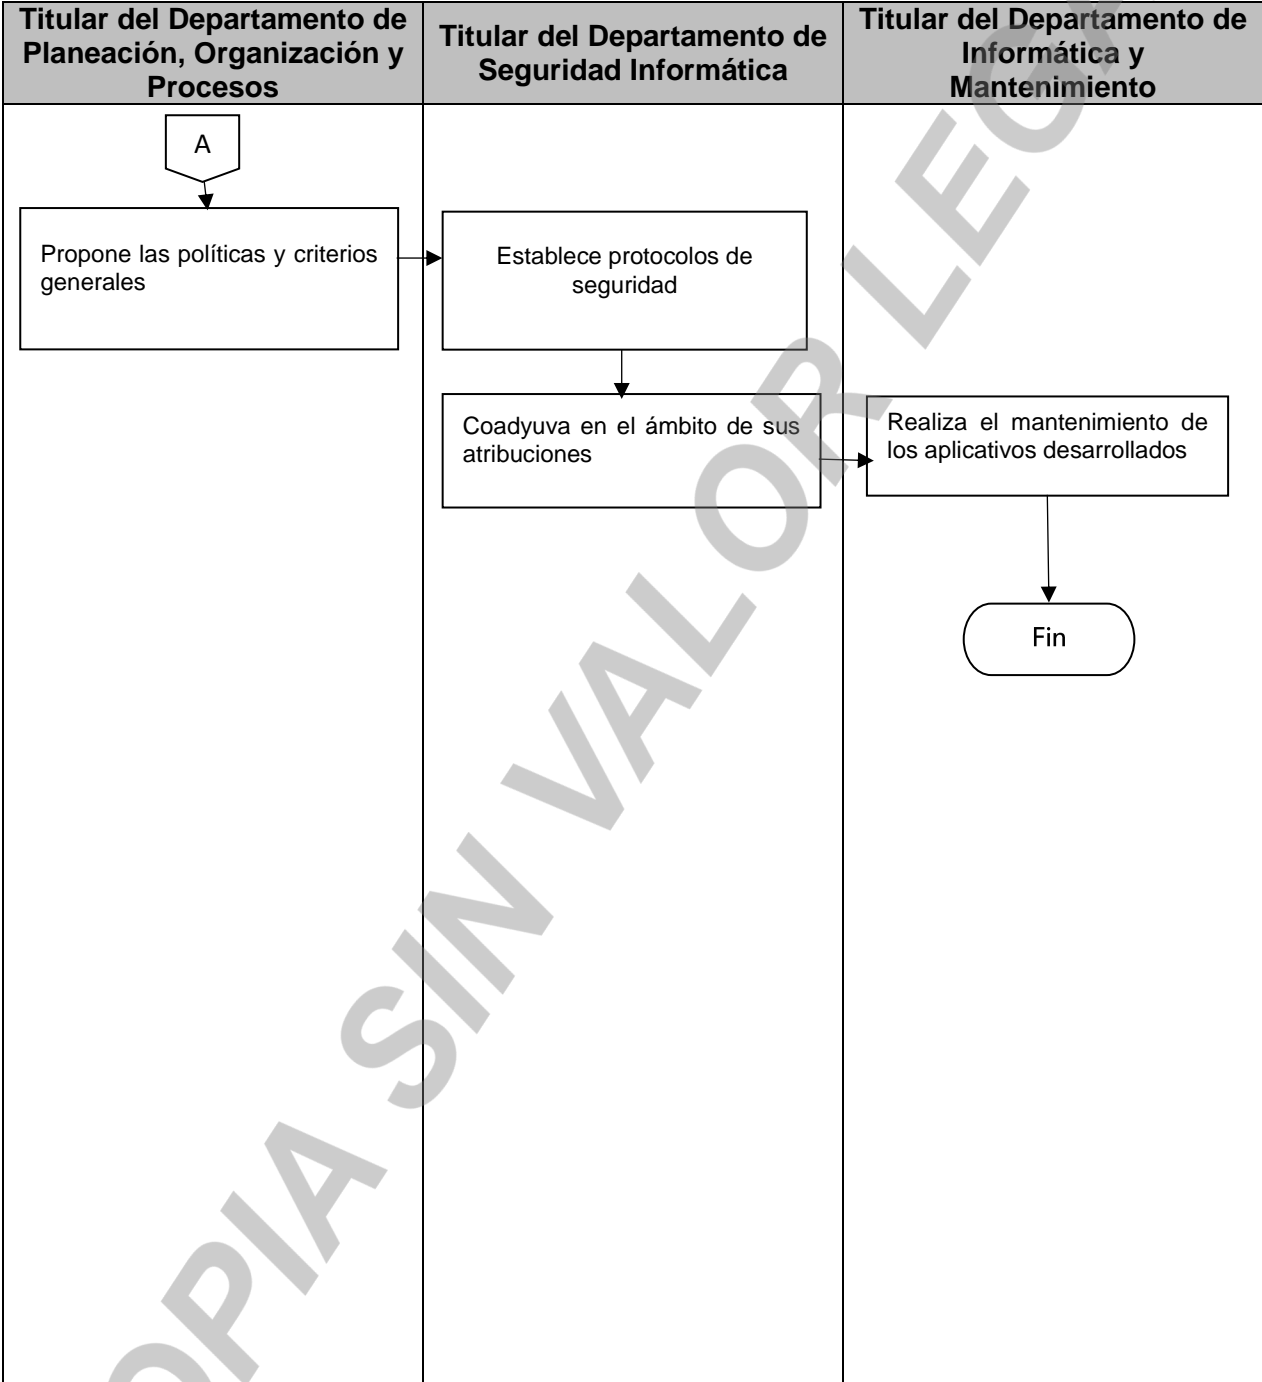 Titular del Departamento de
Planeación, Organización y
Procesos
Titular del Departamento de
Seguridad Informática
Titular del Departamento de
Informática y
Mantenimiento
A
Propone las políticas y criterios
generales
Establece protocolos de
seguridad
Coadyuva en el ámbito de sus
atribuciones
Realiza el mantenimiento de
los aplicativos desarrollados
Fin
OPIA SIN VALOR LEGA